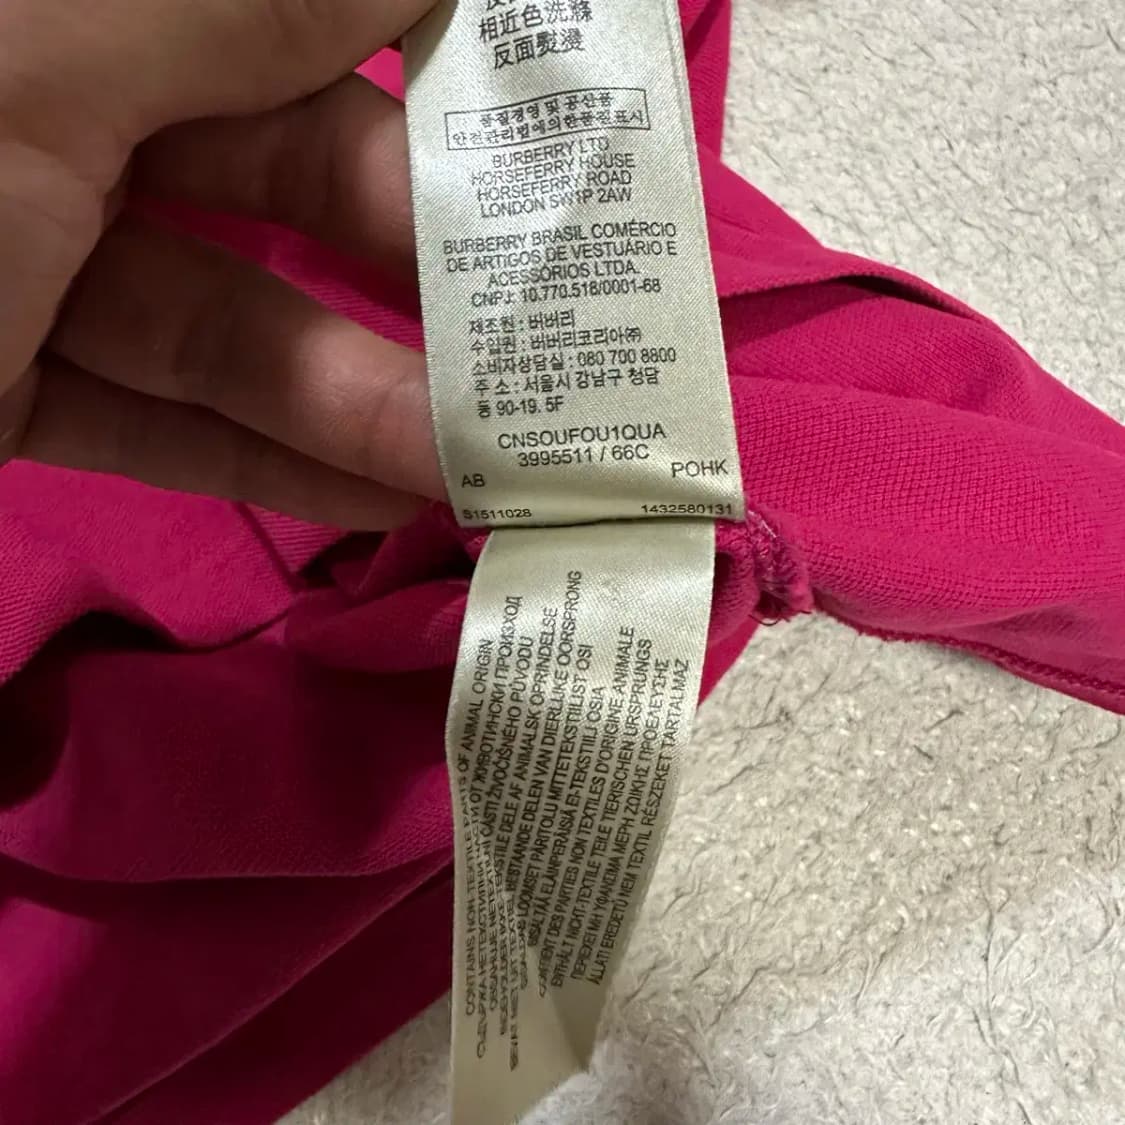 相近色洗滌
反面熨燙
품질경영 및 공산품
안전관리법에의한품질표시
BURBERRY LTD
HORSEFERRY HOUSE
HORSEFERRY ROAD
LONDON SW1P 2AW
BURBERRY BRASIL COMÉRCIO
DE ARTIGOS DE VESTUÁRIO E
ACESSÓRIOS LTDA.
CNPJ: 10.770.518/0001-68
제조원 : 버버리
수입원 : 버버리코리아㈜
소비자상담실 : 080 700 8800
주 소 : 서울시 강남구 청담
동 90-19. 5F
CNSOUFOU1QUA
3995511 / 66C
AB POHK
S1511028 1432580131
CONTAINS NON-TEXTILE PARTS OF ANIMAL ORIGIN
СЪДЪРЖА НЕТЕКСТИЛНИ ЧАСТИ ОТ ЖИВОТИНСКИ ПРОИЗХОД
OBSAHUJE NETEXTILNÍ ČÁSTI ŽIVOČIŠNÉHO PŮVODU
INDEHOLDER IKKE-TEKSTILE DELE AF ANIMALSK OPRINDELSE
BEVAT NIET UIT TEXTIEL BESTAANDE DELEN VAN DIERLIJKE OORSPRONG
LOOMSET PÄRITOLU MITTETEKSTIILIST OSI
SISÄLTÄÄ ELÄINPERÄISIÄ EI-TEKSTIILI OSIA
CONTIENT DES PARTIES NON TEXTILES D'ORIGINE ANIMALE
ENTHÄLT NICHT-TEXTILE TEILE TIERISCHEN URSPRUNGS
ΠΕΡΙΕΧΕΙ ΜΗ ΥΦΑΝΣΙΜΑ ΜΕΡΗ ΖΩΙΚΗΣ ΠΡΟΕΛΕΥΣΗΣ
ÁLLATI EREDETŰ NEM TEXTIL RÉSZEKET TARTALMAZ